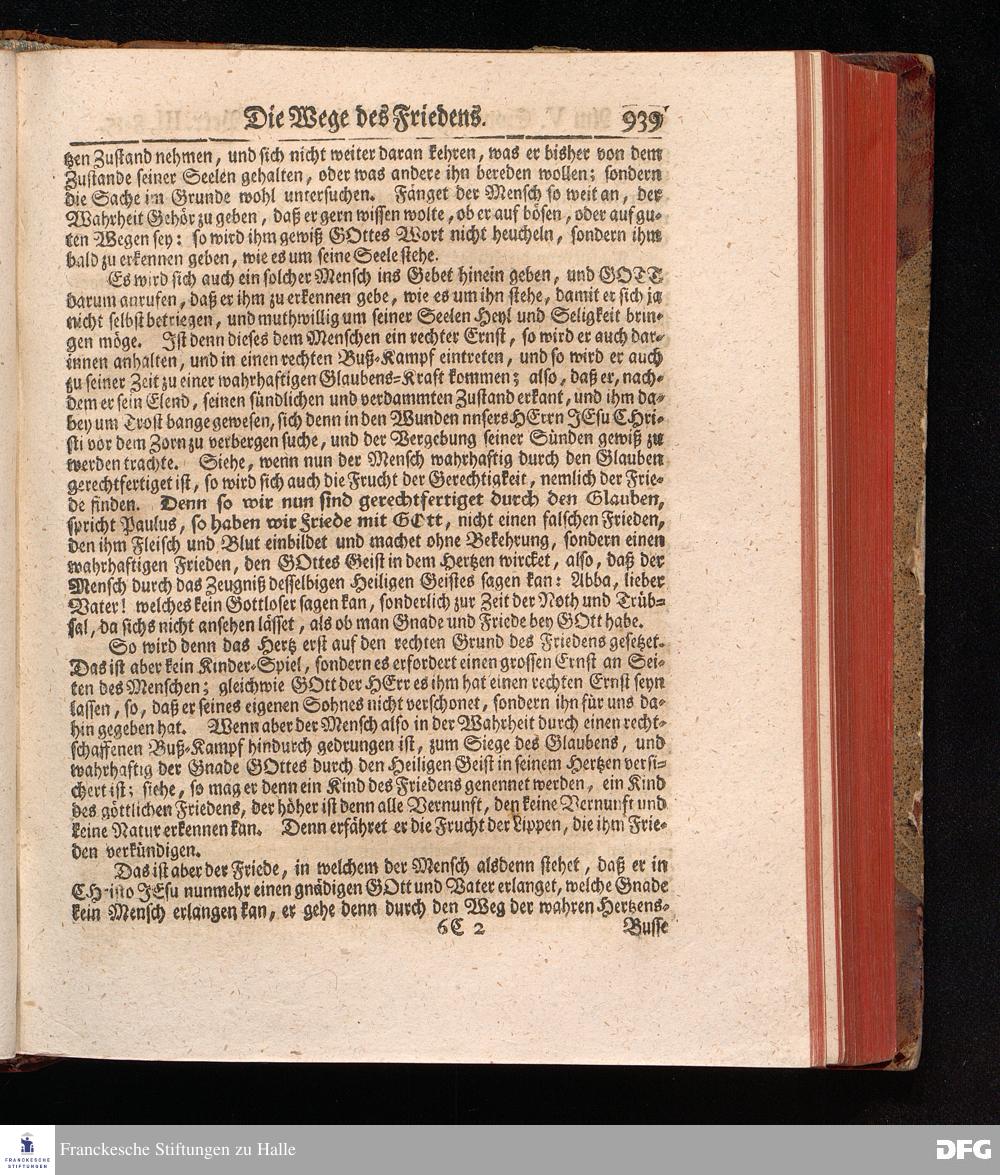 Die Wege des Friedens. 939
tzen Zustand nehmen, und sich nicht weiter daran kehren, was er bisher von dem
Zustande seiner Seelen gehalten, oder was andere ihn bereden wollen; sondern
die Sache im Grunde wohl untersuchen. Fänget der Mensch so weit an, der
Wahrheit Gehör zu geben, daß er gern wissen wolte, ob er auf bösen, oder auf gu-
ten Wegen sey: so wird ihm gewiß GOttes Wort nicht heucheln, sondern ihm
bald zu erkennen geben, wie es um seine Seele stehe.
Es wird sich auch ein solcher Mensch ins Gebet hinein geben, und GOTT
darum anrufen, daß er ihm zu erkennen gebe, wie es um ihn stehe, damit er sich ja
nicht selbst betriegen, und muthwillig um seiner Seelen Heyl und Seligkeit brin-
gen möge. Ist denn dieses dem Menschen ein rechter Ernst, so wird er auch dar-
innen anhalten, und in einen rechten Buß-Kampf eintreten, und so wird er auch
zu seiner Zeit zu einer wahrhaftigen Glaubens-Kraft kommen; also, daß er, nach-
dem er sein Elend, seinen sündlichen und verdammten Zustand erkant, und ihm da-
bey um Trost bange gewesen, sich denn in den Wunden nnsers HErrn JEsu CHri-
sti vor dem Zorn zu verbergen suche, und der Vergebung seiner Sünden gewiß zu
werden trachte. Siehe, wenn nun der Mensch wahrhaftig durch den Glauben
gerechtfertiget ist, so wird sich auch die Frucht der Gerechtigkeit, nemlich der Frie-
de finden. Denn so wir nun sind gerechtfertiget durch den Glauben,
spricht Paulus, so haben wir Friede mit GOtt, nicht einen falschen Frieden,
den ihm Fleisch und Blut einbildet und machet ohne Bekehrung, sondern einen
wahrhaftigen Frieden, den GOttes Geist in dem Hertzen wircket, also, daß der
Mensch durch das Zeugniß desselbigen Heiligen Geistes sagen kan: Abba, lieber
Vater! welches kein Gottloser sagen kan, sonderlich zur Zeit der Noth und Trüb-
sal, da sichs nicht ansehen lässet, als ob man Gnade und Friede bey GOtt habe.
So wird denn das Hertz erst auf den rechten Grund des Friedens gesetzet.
Das ist aber kein Kinder-Spiel, sondern es erfordert einen grossen Ernst an Sei-
ten des Menschen; gleichwie GOtt der HErr es ihm hat einen rechten Ernst seyn
lassen, so, daß er seines eigenen Sohnes nicht verschonet, sondern ihn für uns da-
hin gegeben hat. Wenn aber der Mensch also in der Wahrheit durch einen recht-
schaffenen Buß-Kampf hindurch gedrungen ist, zum Siege des Glaubens, und
wahrhaftig der Gnade GOttes durch den Heiligen Geist in seinem Hertzen versi-
chert ist; siehe, so mag er denn ein Kind des Friedens genennet werden, ein Kind
des göttlichen Friedens, der höher ist denn alle Vernunft, den keine Vernunft und
keine Natur erkennen kan. Denn erfähret er die Frucht der Lippen, die ihm Frie-
den verkündigen.
Das ist aber der Friede, in welchem der Mensch alsdenn stehet, daß er in
CHristo JEsu nunmehr einen gnädigen GOtt und Vater erlanget, welche Gnade
kein Mensch erlangen kan, er gehe denn durch den Weg der wahren Hertzens-
6C 2 Busse
FRANCKESCHE STIFTUNGEN
Franckesche Stiftungen zu Halle
DFG